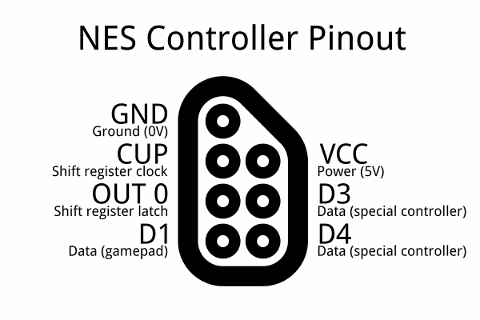 NES Controller Pinout
GND
Ground (0V)
CUP
Shift register clock
OUT 0
Shift register latch
D1
Data (gamepad)
VCC
Power (5V)
D3
Data (special controller)
D4
Data (special controller)